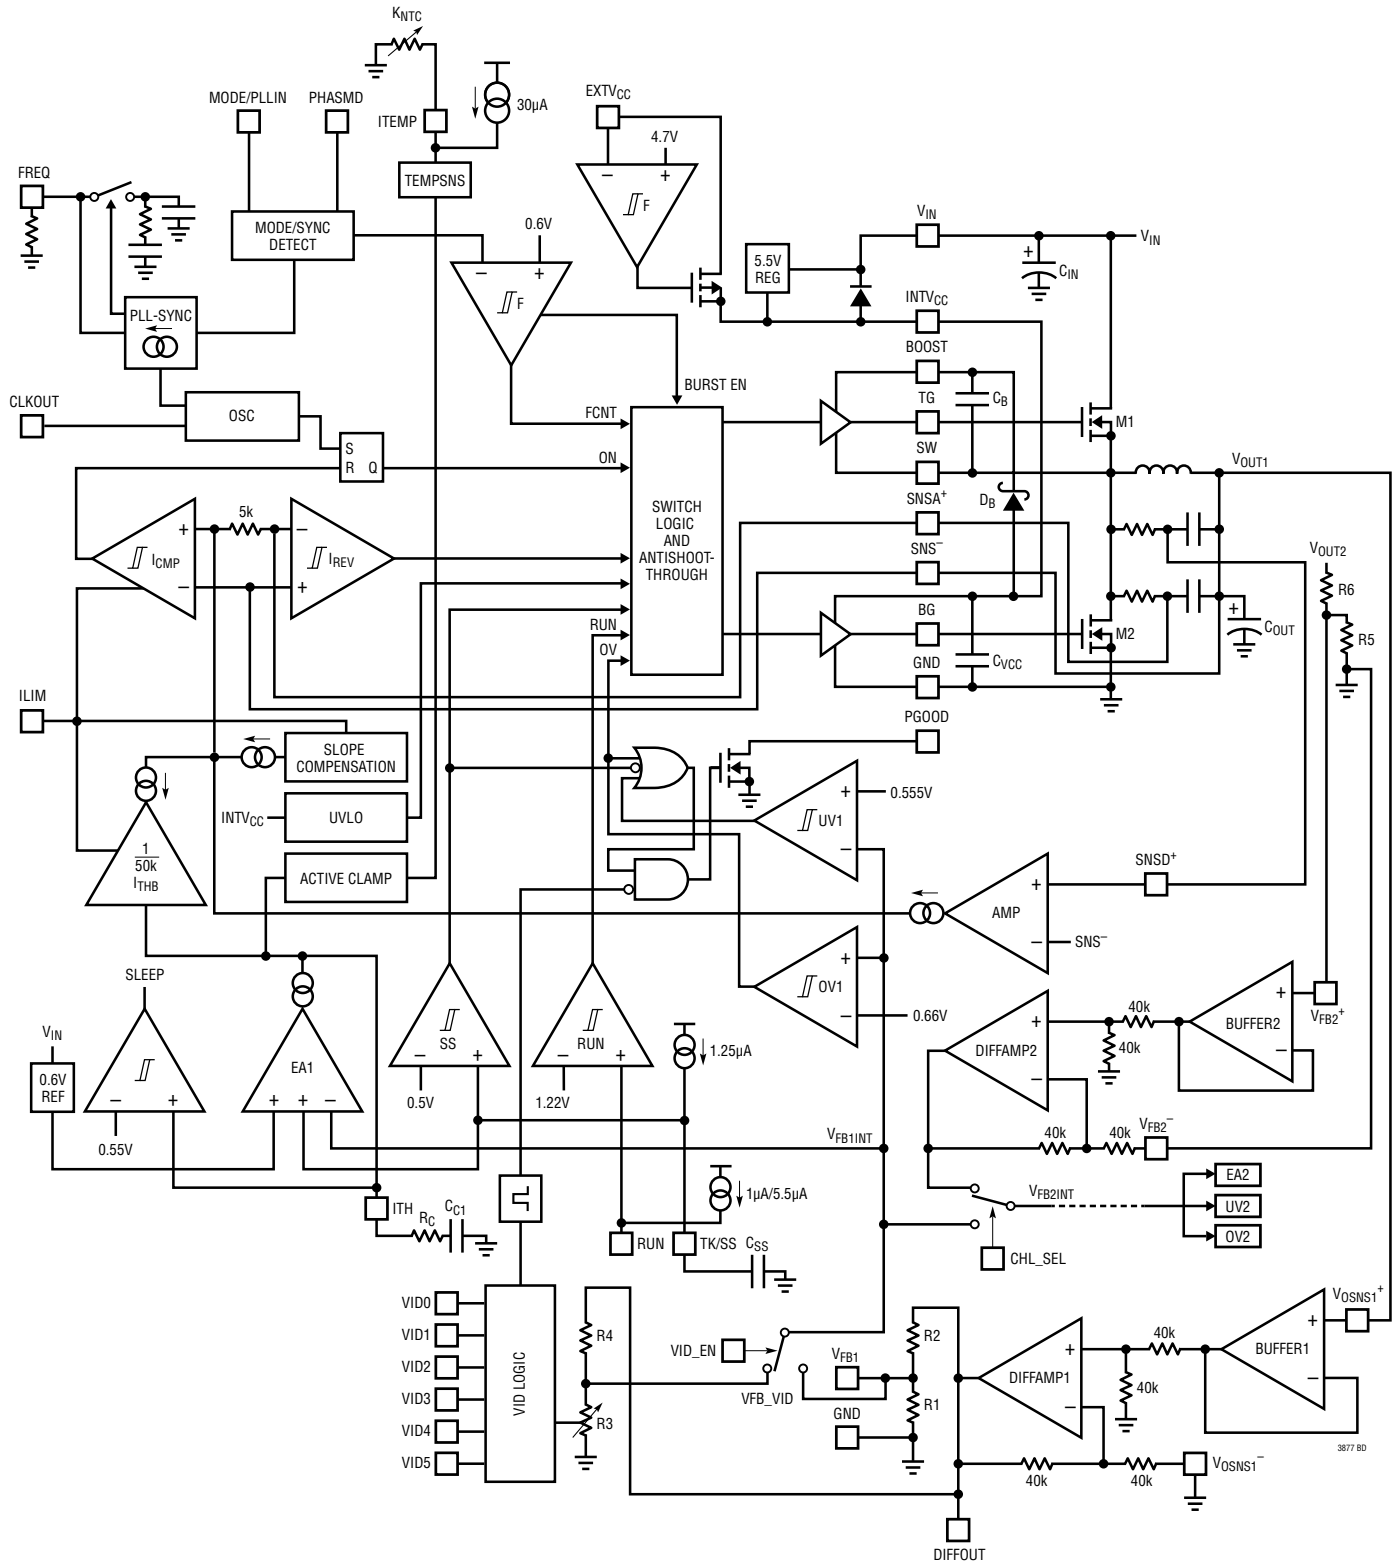 KNTC
MODE/PLLIN
PHASMD
ITEMP
30µA
EXTVCC
4.7V
FREQ
TEMPSNS
MODE/SYNC
DETECT
0.6V
–
+
F
–
+
F
VIN
VIN
5.5V
REG
+
CIN
INTVCC
PLL-SYNC
BOOST
BURST EN
CLKOUT
OSC
FCNT
TG
CB
M1
S
R
Q
ON
SW
VOUT1
SWITCH
LOGIC
AND
ANTISHOOT-
THROUGH
SNSA+
DB
5k
+
–
ICMP
–
+
IREV
SNS–
VOUT2
R6
RUN
BG
M2
+
COUT
R5
OV
GND
CVCC
ILIM
PGOOD
SLOPE
COMPENSATION
INTVCC
UVLO
+
–
UV1
0.555V
1
50k
ITHB
ACTIVE CLAMP
SNSD+
+
–
AMP
SNS–
SLEEP
+
–
OV1
0.66V
VIN
0.6V
REF
–
+
0.55V
EA1
+
+
–
SS
–
+
0.5V
RUN
–
+
1.22V
1.25µA
+
–
DIFFAMP2
40k
40k
BUFFER2
+
–
VFB2+
VFB1INT
40k
40k
VFB2–
ITH
RC
CC1
1µA/5.5µA
RUN
TK/SS
CSS
VFB2INT
EA2
UV2
OV2
CHL_SEL
VID0
VID1
VID2
VID3
VID4
VID5
VID LOGIC
R4
R3
VID_EN
VFB_VID
VFB1
GND
R2
R1
+
–
DIFFAMP1
40k
40k
BUFFER1
+
–
VOSNS1+
40k
40k
VOSNS1–
3877 BD
DIFFOUT